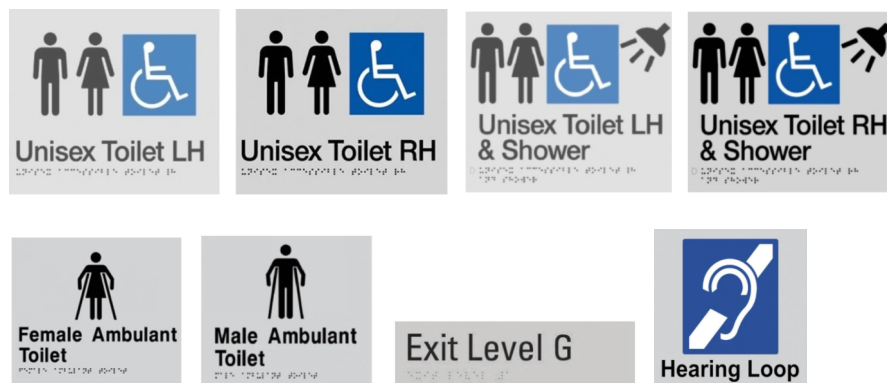 Unisex Toilet LH
Unisex Toilet RH
Unisex Toilet LH
& Shower
Unisex Toilet RH
& Shower
Female Ambulant
Toilet
Male Ambulant
Toilet
Exit Level G
Hearing Loop